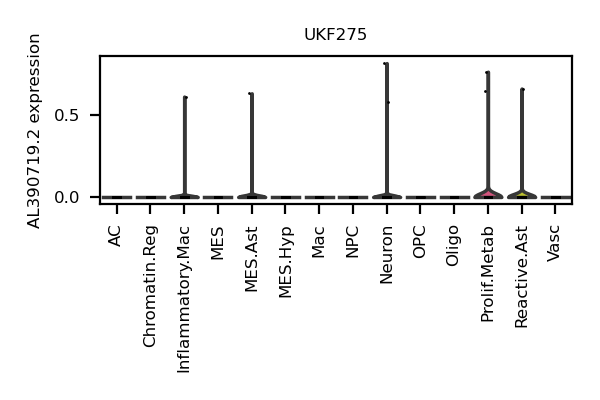 UKF275
AL390719.2 expression
0.5
0.0
AC
Chromatin.Reg
Inflammatory.Mac
MES
MES.Ast
MES.Hyp
Mac
NPC
Neuron
OPC
Oligo
Prolif.Metab
Reactive.Ast
Vasc